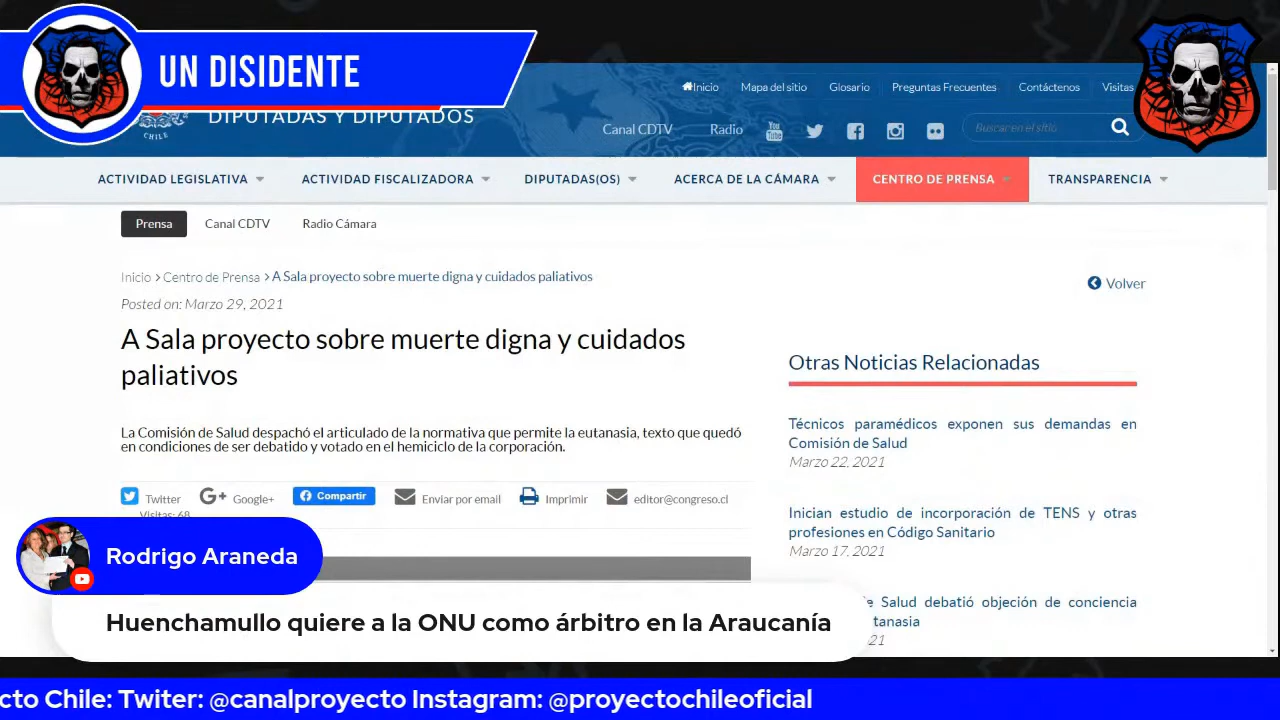 UN DISIDENTE
Inicio Mapa del sitio Glosario Preguntas Frecuentes Contáctenos Visitas
DIPUTADAS Y DIPUTADOS
CHILE
Canal CDTV Radio You Tube Buscar en el sitio
ACTIVIDAD LEGISLATIVA ACTIVIDAD FISCALIZADORA DIPUTADAS(OS) ACERCA DE LA CÁMARA CENTRO DE PRENSA TRANSPARENCIA
Prensa Canal CDTV Radio Cámara
Inicio > Centro de Prensa > A Sala proyecto sobre muerte digna y cuidados paliativos
Volver
Posted on: Marzo 29, 2021
A Sala proyecto sobre muerte digna y cuidados
paliativos
La Comisión de Salud despachó el articulado de la normativa que permite la eutanasia, texto que quedó
en condiciones de ser debatido y votado en el hemiciclo de la corporación.
Twitter G+ Google+ Compartir Enviar por email Imprimir editor@congreso.cl
Visitas: 68
Otras Noticias Relacionadas
Técnicos paramédicos exponen sus demandas en
Comisión de Salud
Marzo 22, 2021
Inician estudio de incorporación de TENS y otras
profesiones en Código Sanitario
Marzo 17, 2021
e Salud debatió objeción de conciencia
tanasia
21
Rodrigo Araneda
Huenchamullo quiere a la ONU como árbitro en la Araucanía
cto Chile: Twiter: @canalproyecto Instagram: @proyectochileoficial